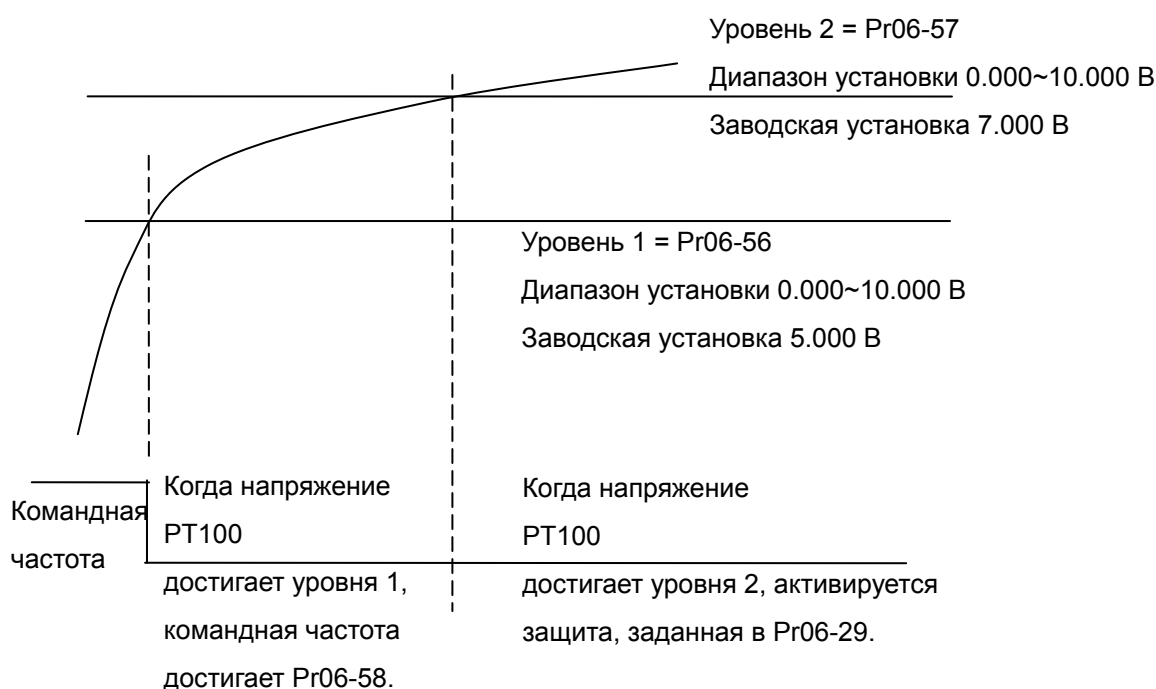 Уровень 2 = Pr06-57
Диапазон установки 0.000~10.000 В
Заводская установка 7.000 В
Уровень 1 = Pr06-56
Диапазон установки 0.000~10.000 В
Заводская установка 5.000 В
Командная
частота
Когда напряжение
PT100
достигает уровня 1,
командная частота
достигает Pr06-58.
Когда напряжение
PT100
достигает уровня 2, активируется
защита, заданная в Pr06-29.